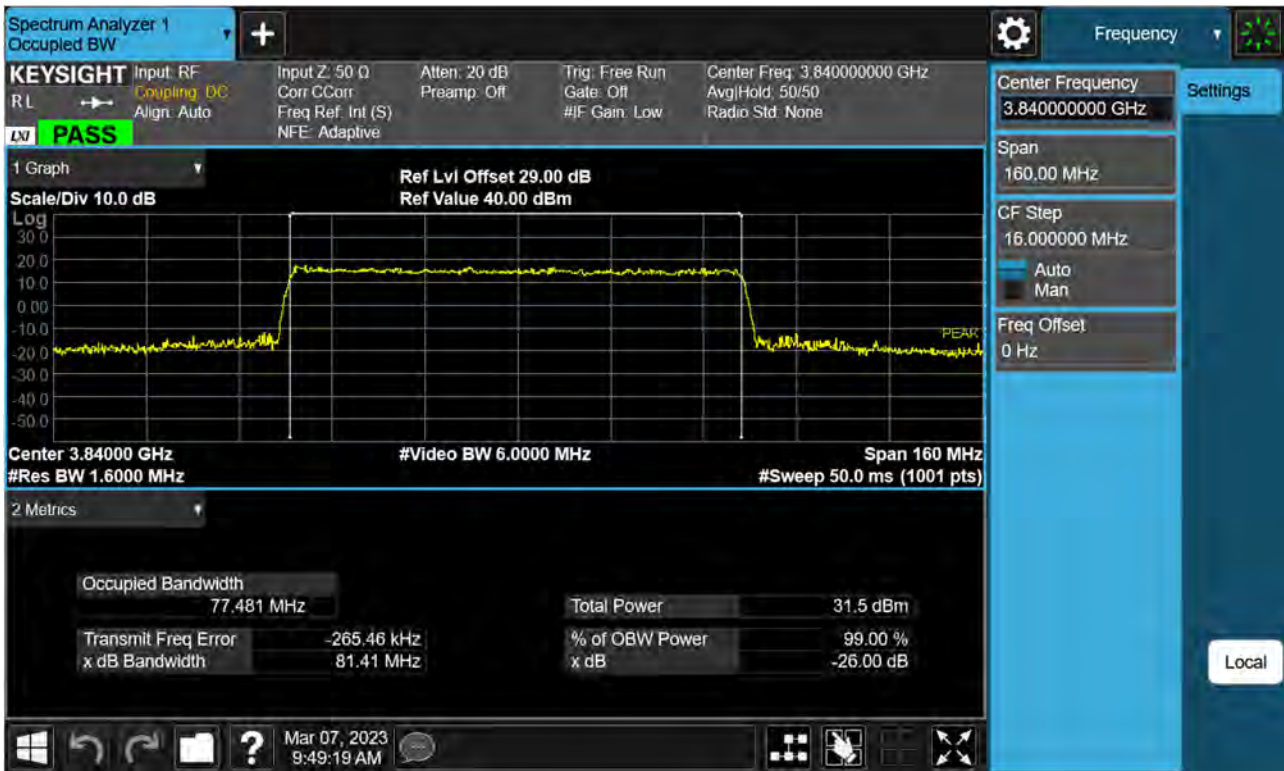 Spectrum Analyzer 1
Occupied BW
+
Frequency
KEYSIGHT
RL
LXI PASS
Input: RF
Coupling: DC
Align: Auto
Input Z: 50 Ω
Corr CCorr
Freq Ref: Int (S)
NFE: Adaptive
Atten: 20 dB
Preamp: Off
Trig: Free Run
Gate: Off
#IF Gain: Low
Center Freq: 3.840000000 GHz
Avg|Hold: 50/50
Radio Std: None
1 Graph
Scale/Div 10.0 dB
Ref Lvl Offset 29.00 dB
Ref Value 40.00 dBm
Log
30.0
20.0
10.0
0.00
-10.0
-20.0
-30.0
-40.0
-50.0
PEAK
Center 3.84000 GHz
#Res BW 1.6000 MHz
#Video BW 6.0000 MHz
Span 160 MHz
#Sweep 50.0 ms (1001 pts)
2 Metrics
Occupied Bandwidth
77.481 MHz
Transmit Freq Error -265.46 kHz
x dB Bandwidth 81.41 MHz
Total Power 31.5 dBm
% of OBW Power 99.00 %
x dB -26.00 dB
Center Frequency
3.840000000 GHz
Span
160.00 MHz
CF Step
16.000000 MHz
Auto
Man
Freq Offset
0 Hz
Settings
Local
?
Mar 07, 2023
9:49:19 AM